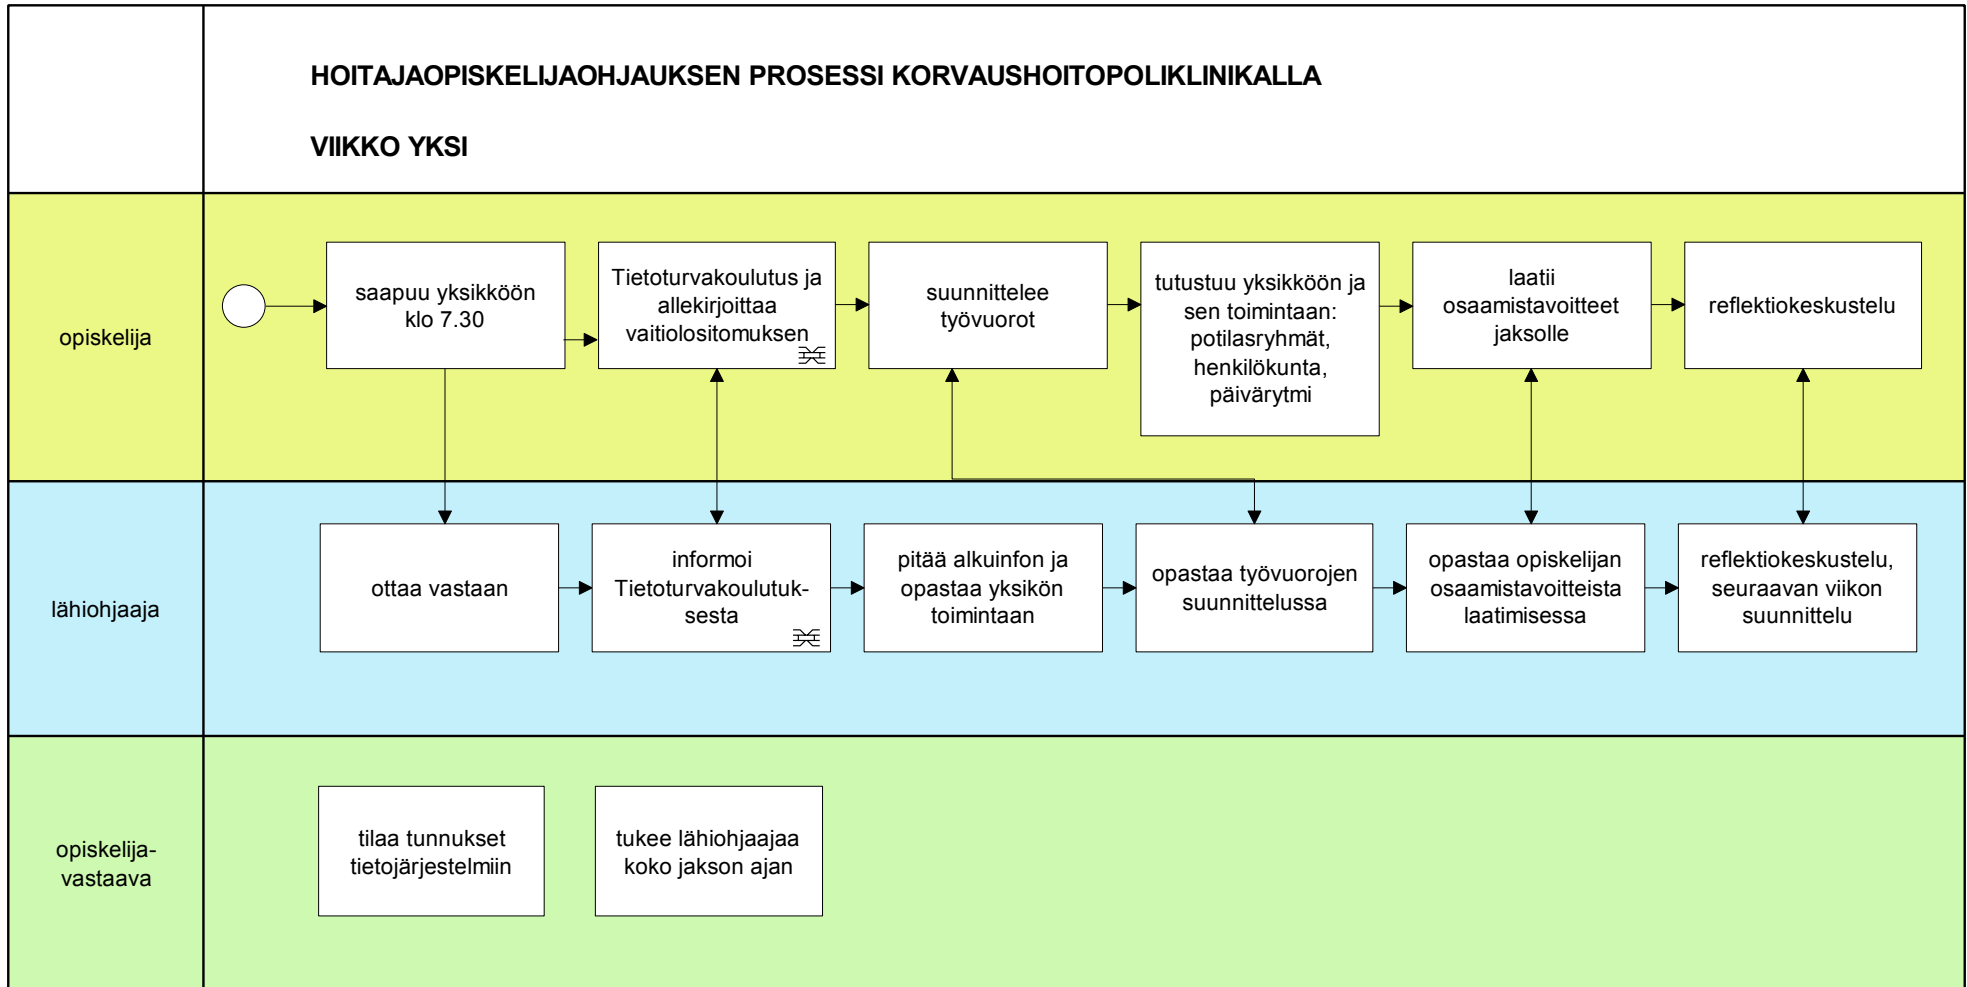 HOITAJAOPISKELIJAOHJAUKSEN PROSESSI KORVAUSHOITOPOLIKLINIKALLA
VIIKKO YKSI
opiskelija
saapuu yksikköön
klo 7.30
Tietoturvakoulutus ja
allekirjoittaa
vaitiolositomuksen
suunnittelee
työvuorot
tutustuu yksikköön ja
sen toimintaan:
potilasryhmät,
henkilökunta,
päivärytmi
laatii
osaamistavoitteet
jaksolle
reflektiokeskustelu
lähiohjaaja
ottaa vastaan
informoi
Tietoturvakoulutuk-
sesta
pitää alkuinfon ja
opastaa yksikön
toimintaan
opastaa työvuorojen
suunnittelussa
opastaa opiskelijan
osaamistavoitteista
laatimisessa
reflektiokeskustelu,
seuraavan viikon
suunnittelu
opiskelija-
vastaava
tilaa tunnukset
tietojärjestelmiin
tukee lähiohjaajaa
koko jakson ajan